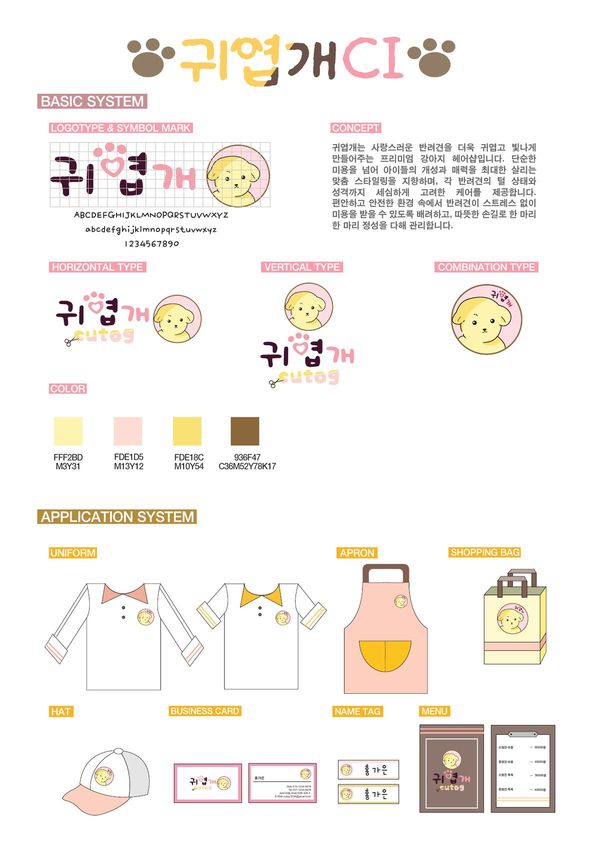 귀엽개CI
BASIC SYSTEM
LOGOTYPE & SYMBOL MARK
귀엽개
ABCDEFGHIJKLMNOPQRSTUVWXYZ
abcdefghijklmnopqrstuvwxyz
1234567890
CONCEPT
귀엽개는 사랑스러운 반려견을 더욱 귀엽고 빛나게
만들어주는 프리미엄 강아지 헤어샵입니다. 단순한
미용을 넘어 아이들의 개성과 매력을 최대한 살리는
맞춤 스타일링을 지향하며, 각 반려견의 털 상태와
성격까지 세심하게 고려한 케어를 제공합니다.
편안하고 안전한 환경 속에서 반려견이 스트레스 없이
미용을 받을 수 있도록 배려하고, 따뜻한 손길로 한 마리
한 마리 정성을 다해 관리합니다.
HORIZONTAL TYPE
귀엽개
cutog
VERTICAL TYPE
귀엽개
cutog
COMBINATION TYPE
귀엽개
COLOR
FFF2BD
M3Y31
FDE1D5
M13Y12
FDE18C
M10Y54
936F47
C36M52Y78K17
APPLICATION SYSTEM
UNIFORM
APRON
SHOPPING BAG
HAT
BUSINESS CARD
귀엽개
홍가은
NAME TAG
홍가은
홍가은
MENU
귀엽개
cutog